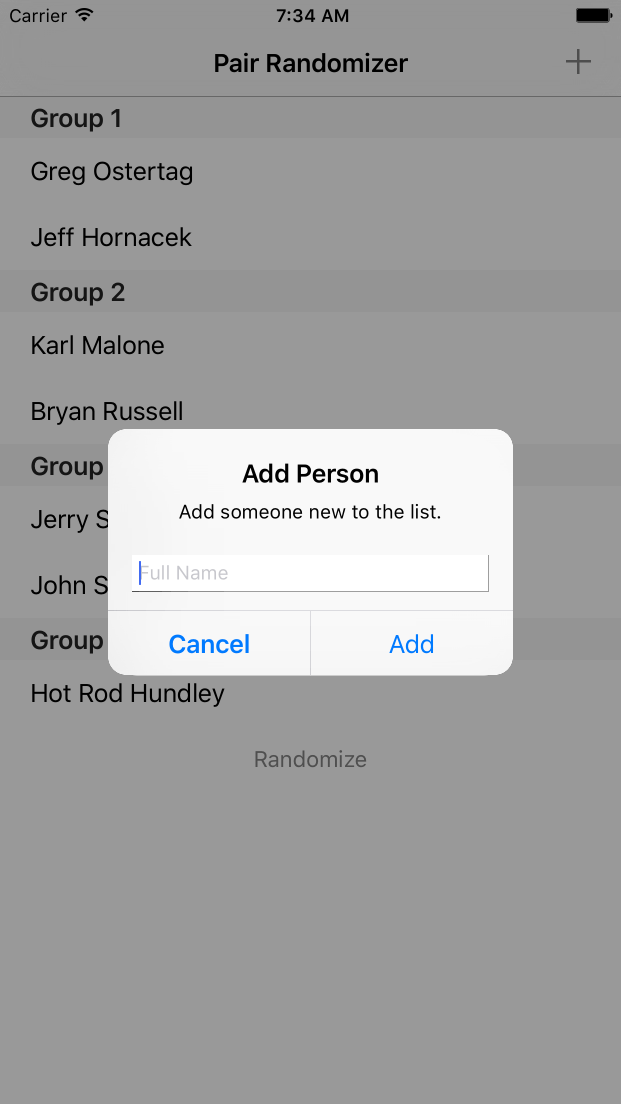 Carrier 7:34 AM
Pair Randomizer
Group 1
Greg Ostertag
Jeff Hornacek
Group 2
Karl Malone
Bryan Russell
Group
Jerry S
John S
Group
Hot Rod Hundley
Randomize
Add Person
Add someone new to the list.
Full Name
Cancel Add